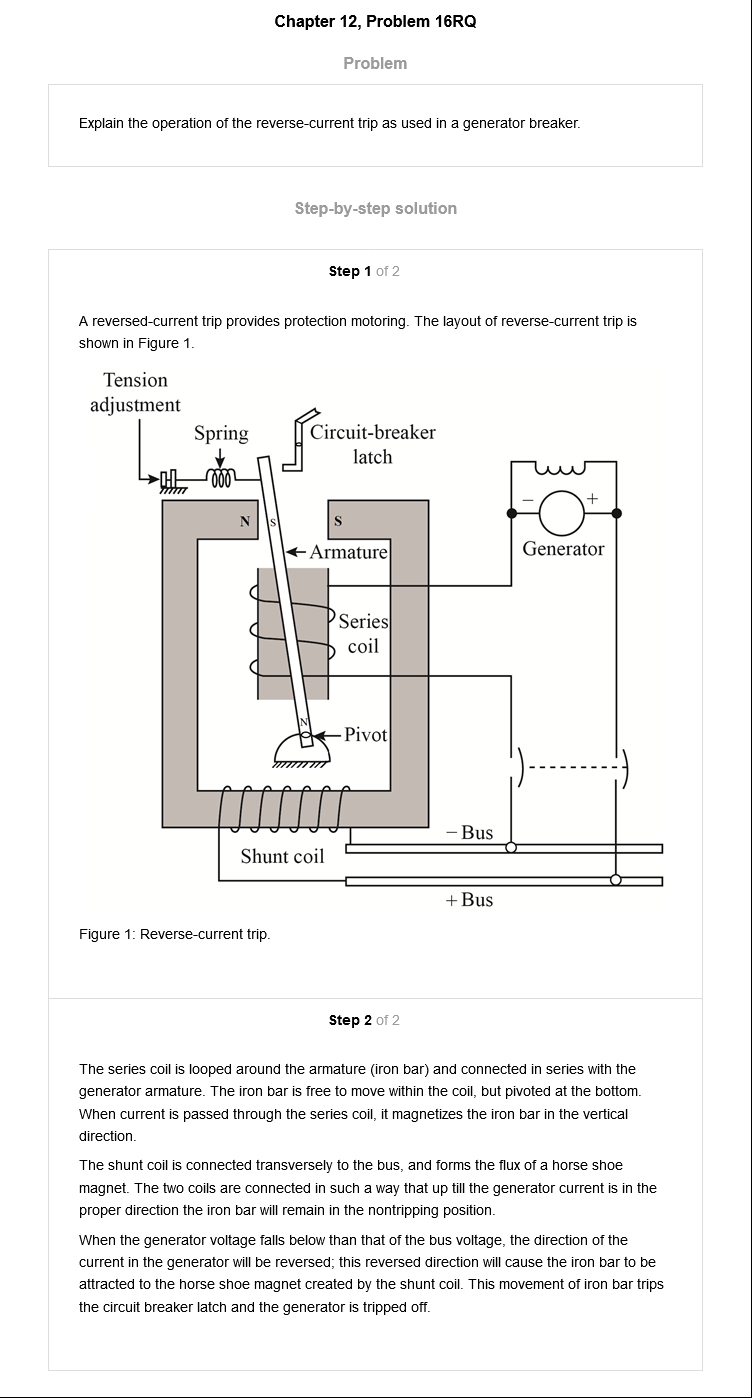 Chapter 12, Problem 16RQ
Problem
Explain the operation of the reverse-current trip as used in a generator breaker.
Step-by-step solution
Step 1 of 2
A reversed-current trip provides protection motoring. The layout of reverse-current trip is
shown in Figure 1.
Tension
adjustment
Spring
Circuit-breaker
latch
N
S
S
Armature
− +
Generator
Series
coil
N
Pivot
Shunt coil
− Bus
+ Bus
Figure 1: Reverse-current trip.
Step 2 of 2
The series coil is looped around the armature (iron bar) and connected in series with the
generator armature. The iron bar is free to move within the coil, but pivoted at the bottom.
When current is passed through the series coil, it magnetizes the iron bar in the vertical
direction.
The shunt coil is connected transversely to the bus, and forms the flux of a horse shoe
magnet. The two coils are connected in such a way that up till the generator current is in the
proper direction the iron bar will remain in the nontripping position.
When the generator voltage falls below than that of the bus voltage, the direction of the
current in the generator will be reversed; this reversed direction will cause the iron bar to be
attracted to the horse shoe magnet created by the shunt coil. This movement of iron bar trips
the circuit breaker latch and the generator is tripped off.